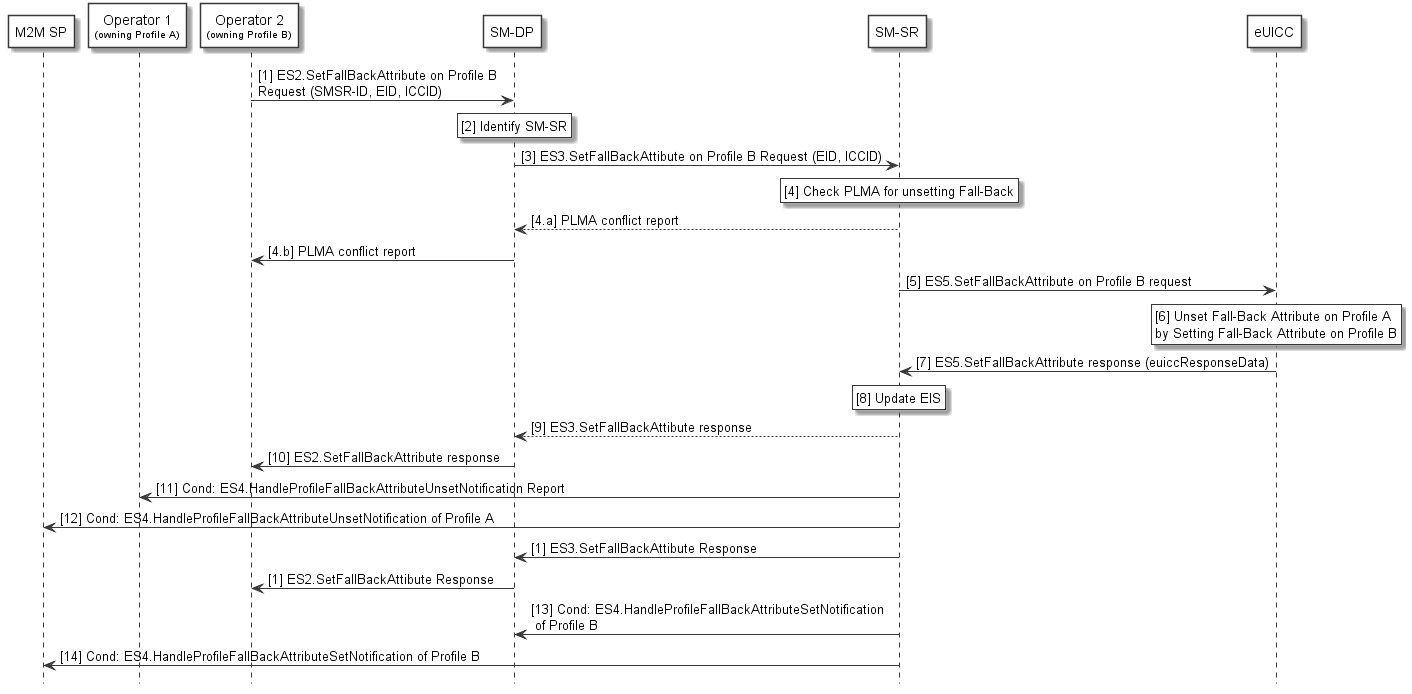 M2M SP
Operator 1
(owning Profile A)
Operator 2
(owning Profile B)
SM-DP
SM-SR
eUICC
[1] ES2.SetFallBackAttribute on Profile B
Request (SMSR-ID, EID, ICCID)
[2] Identify SM-SR
[3] ES3.SetFallBackAttibute on Profile B Request (EID, ICCID)
[4] Check PLMA for unsetting Fall-Back
[4.a] PLMA conflict report
[4.b] PLMA conflict report
[5] ES5.SetFallBackAttribute on Profile B request
[6] Unset Fall-Back Attribute on Profile A
by Setting Fall-Back Attribute on Profile B
[7] ES5.SetFallBackAttribute response (euiccResponseData)
[8] Update EIS
[9] ES3.SetFallBackAttibute response
[10] ES2.SetFallBackAttribute response
[11] Cond: ES4.HandleProfileFallBackAttributeUnsetNotification Report
[12] Cond: ES4.HandleProfileFallBackAttributeUnsetNotification of Profile A
[1] ES3.SetFallBackAttibute Response
[1] ES2.SetFallBackAttibute Response
[13] Cond: ES4.HandleProfileFallBackAttributeSetNotification
of Profile B
[14] Cond: ES4.HandleProfileFallBackAttributeSetNotification of Profile B